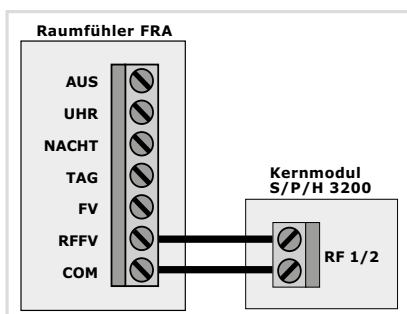 Raumfühler FRA
AUS
UHR
NACHT
TAG
FV
RFFV
COM
Kernmodul
S/P/H 3200
RF 1/2